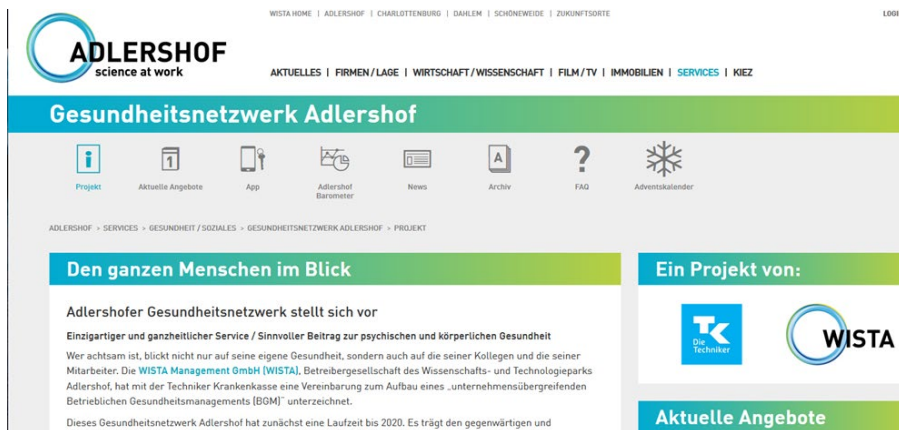 WISTA HOME | ADLERSHOF | CHARLOTTENBURG | DAHLEM | SCHÖNEWEIDE | ZUKUNFTSORTE
LOGI
ADLERSHOF
science at work
AKTUELLES | FIRMEN / LAGE | WIRTSCHAFT / WISSENSCHAFT | FILM / TV | IMMOBILIEN | SERVICES | KIEZ
Gesundheitsnetzwerk Adlershof
i
1
A
?
Projekt
Aktuelle Angebote
App
Adlershof
Barometer
News
Archiv
FAQ
Adventskalender
ADLERSHOF > SERVICES > GESUNDHEIT / SOZIALES > GESUNDHEITSNETZWERK ADLERSHOF > PROJEKT
Den ganzen Menschen im Blick
Adlershofer Gesundheitsnetzwerk stellt sich vor
Einzigartiger und ganzheitlicher Service / Sinnvoller Beitrag zur psychischen und körperlichen Gesundheit
Wer achtsam ist, blickt nicht nur auf seine eigene Gesundheit, sondern auch auf die seiner Kollegen und die seiner
Mitarbeiter. Die WISTA Management GmbH (WISTA), Betreibergesellschaft des Wissenschafts- und Technologieparks
Adlershof, hat mit der Techniker Krankenkasse eine Vereinbarung zum Aufbau eines „unternehmensübergreifenden
Betrieblichen Gesundheitsmanagements (BGM)“ unterzeichnet.
Dieses Gesundheitsnetzwerk Adlershof hat zunächst eine Laufzeit bis 2020. Es trägt den gegenwärtigen und
Ein Projekt von:
TK
Die
Techniker
WISTA
Aktuelle Angebote